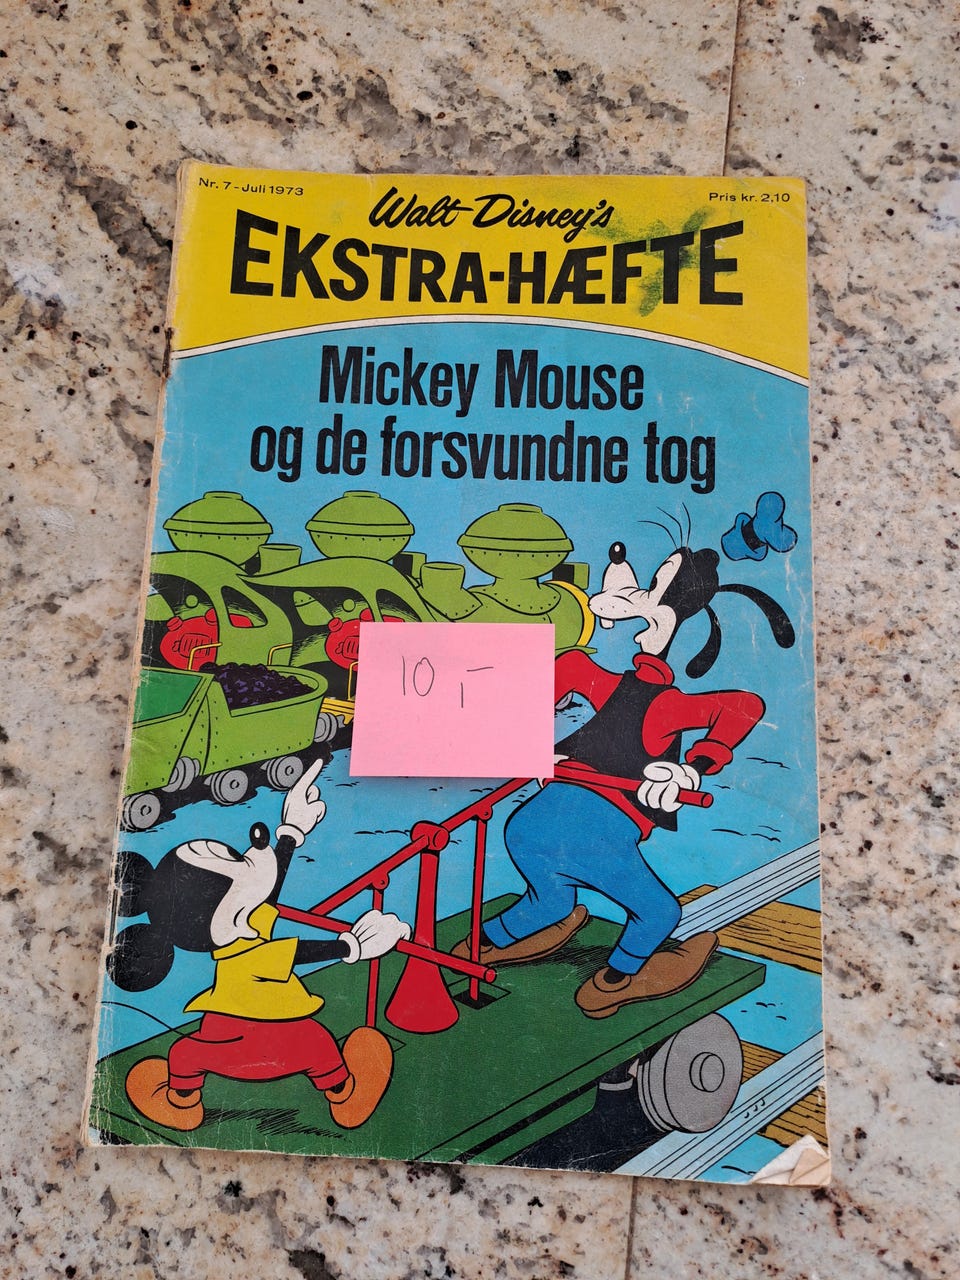 Nr. 7 - Juli 1973
Pris kr. 2,10
Walt Disney's
EKSTRA-HÆFTE
Mickey Mouse
og de forsvundne tog
10,-